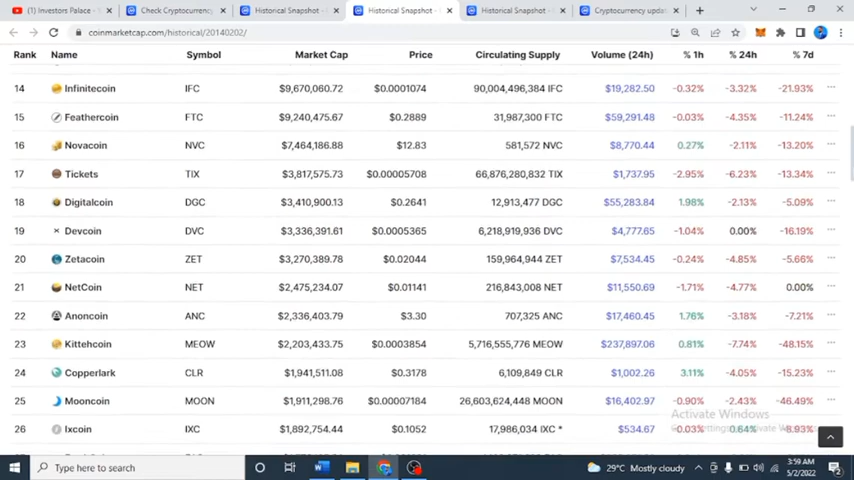 (1) Investors Palace -
Check Cryptocurrency
Historical Snapshot -
Historical Snapshot -
Historical Snapshot -
Cryptocurrency updat
coinmarketcap.com/historical/20140202/
Rank Name Symbol Market Cap Price Circulating Supply Volume (24h) % 1h % 24h % 7d
14 Infinitecoin IFC $9,670,060.72 $0.0001074 90,004,496,384 IFC $19,282.50 -0.32% -3.32% -21.93%
15 Feathercoin FTC $9,240,475.67 $0.2889 31,987,300 FTC $59,291.48 -0.03% -4.35% -11.24%
16 Novacoin NVC $7,464,186.88 $12.83 581,572 NVC $8,770.44 0.27% -2.11% -13.20%
17 Tickets TIX $3,817,575.73 $0.00005708 66,876,280,832 TIX $1,737.95 -2.95% -6.23% -13.34%
18 Digitalcoin DGC $3,410,900.13 $0.2641 12,913,477 DGC $55,283.84 1.98% -2.13% -5.09%
19 Devcoin DVC $3,336,391.61 $0.0005365 6,218,919,936 DVC $4,777.65 -1.04% 0.00% -16.19%
20 Zetacoin ZET $3,270,389.78 $0.02044 159,964,944 ZET $7,534.45 -0.24% -4.85% -5.66%
21 NetCoin NET $2,475,234.07 $0.01141 216,843,008 NET $11,550.69 -1.71% -4.77% 0.00%
22 Anoncoin ANC $2,336,403.79 $3.30 707,325 ANC $17,460.45 1.76% -3.18% -7.21%
23 Kittehcoin MEOW $2,203,433.75 $0.0003854 5,716,555,776 MEOW $237,897.06 0.81% -7.74% -48.15%
24 Copperlark CLR $1,941,511.08 $0.3178 6,109,849 CLR $1,002.26 3.11% -4.05% -15.23%
25 Mooncoin MOON $1,911,298.76 $0.00007184 26,603,624,448 MOON $16,402.97 -0.90% -2.43% -46.49%
Activate Windows
26 Ixcoin IXC $1,892,754.44 $0.1052 17,986,034 IXC * $534.67 -0.03% 0.64% -8.93%
Type here to search
29°C Mostly cloudy
3:59 AM
5/2/2022
2